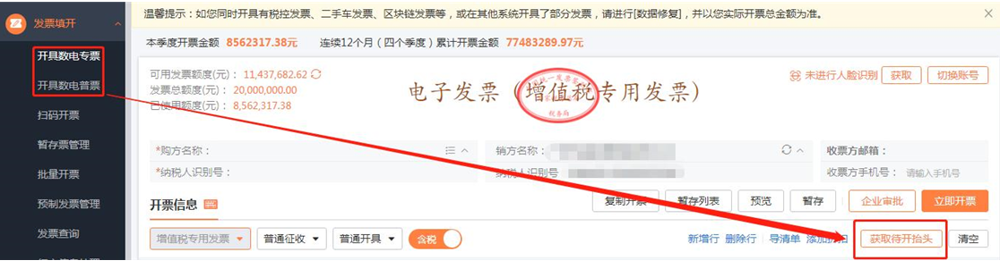 发票填开
开具数电专票
开具数电普票
扫码开票
暂存票管理
批量开票
预制发票管理
发票查询
温馨提示：如您同时开具有税控发票、二手车发票、区块链发票等，或在其他系统开具了部分发票，请进行[数据修复]，并以您实际开票总金额为准。
本季度开票金额 8562317.38元 连续12个月（四个季度）累计开票金额 77483289.97元
可用发票额度(元)： 11,437,682.62
发票总额度(元)： 20,000,000.00
已使用额度(元)： 8,562,317.38
电子发票（增值税专用发票）
未进行人脸识别 获取 切换账号
*购方名称： 销方名称： 收票方邮箱：
*纳税人识别号： 纳税人识别号 收票方手机号： 请输入手机号
开票信息 复制开票 暂存列表 预览 暂存 企业审批 立即开票
增值税专用发票 普通征收 普通开具 含税 新增行 删除行 导清单 添加折扣 获取待开抬头 清空